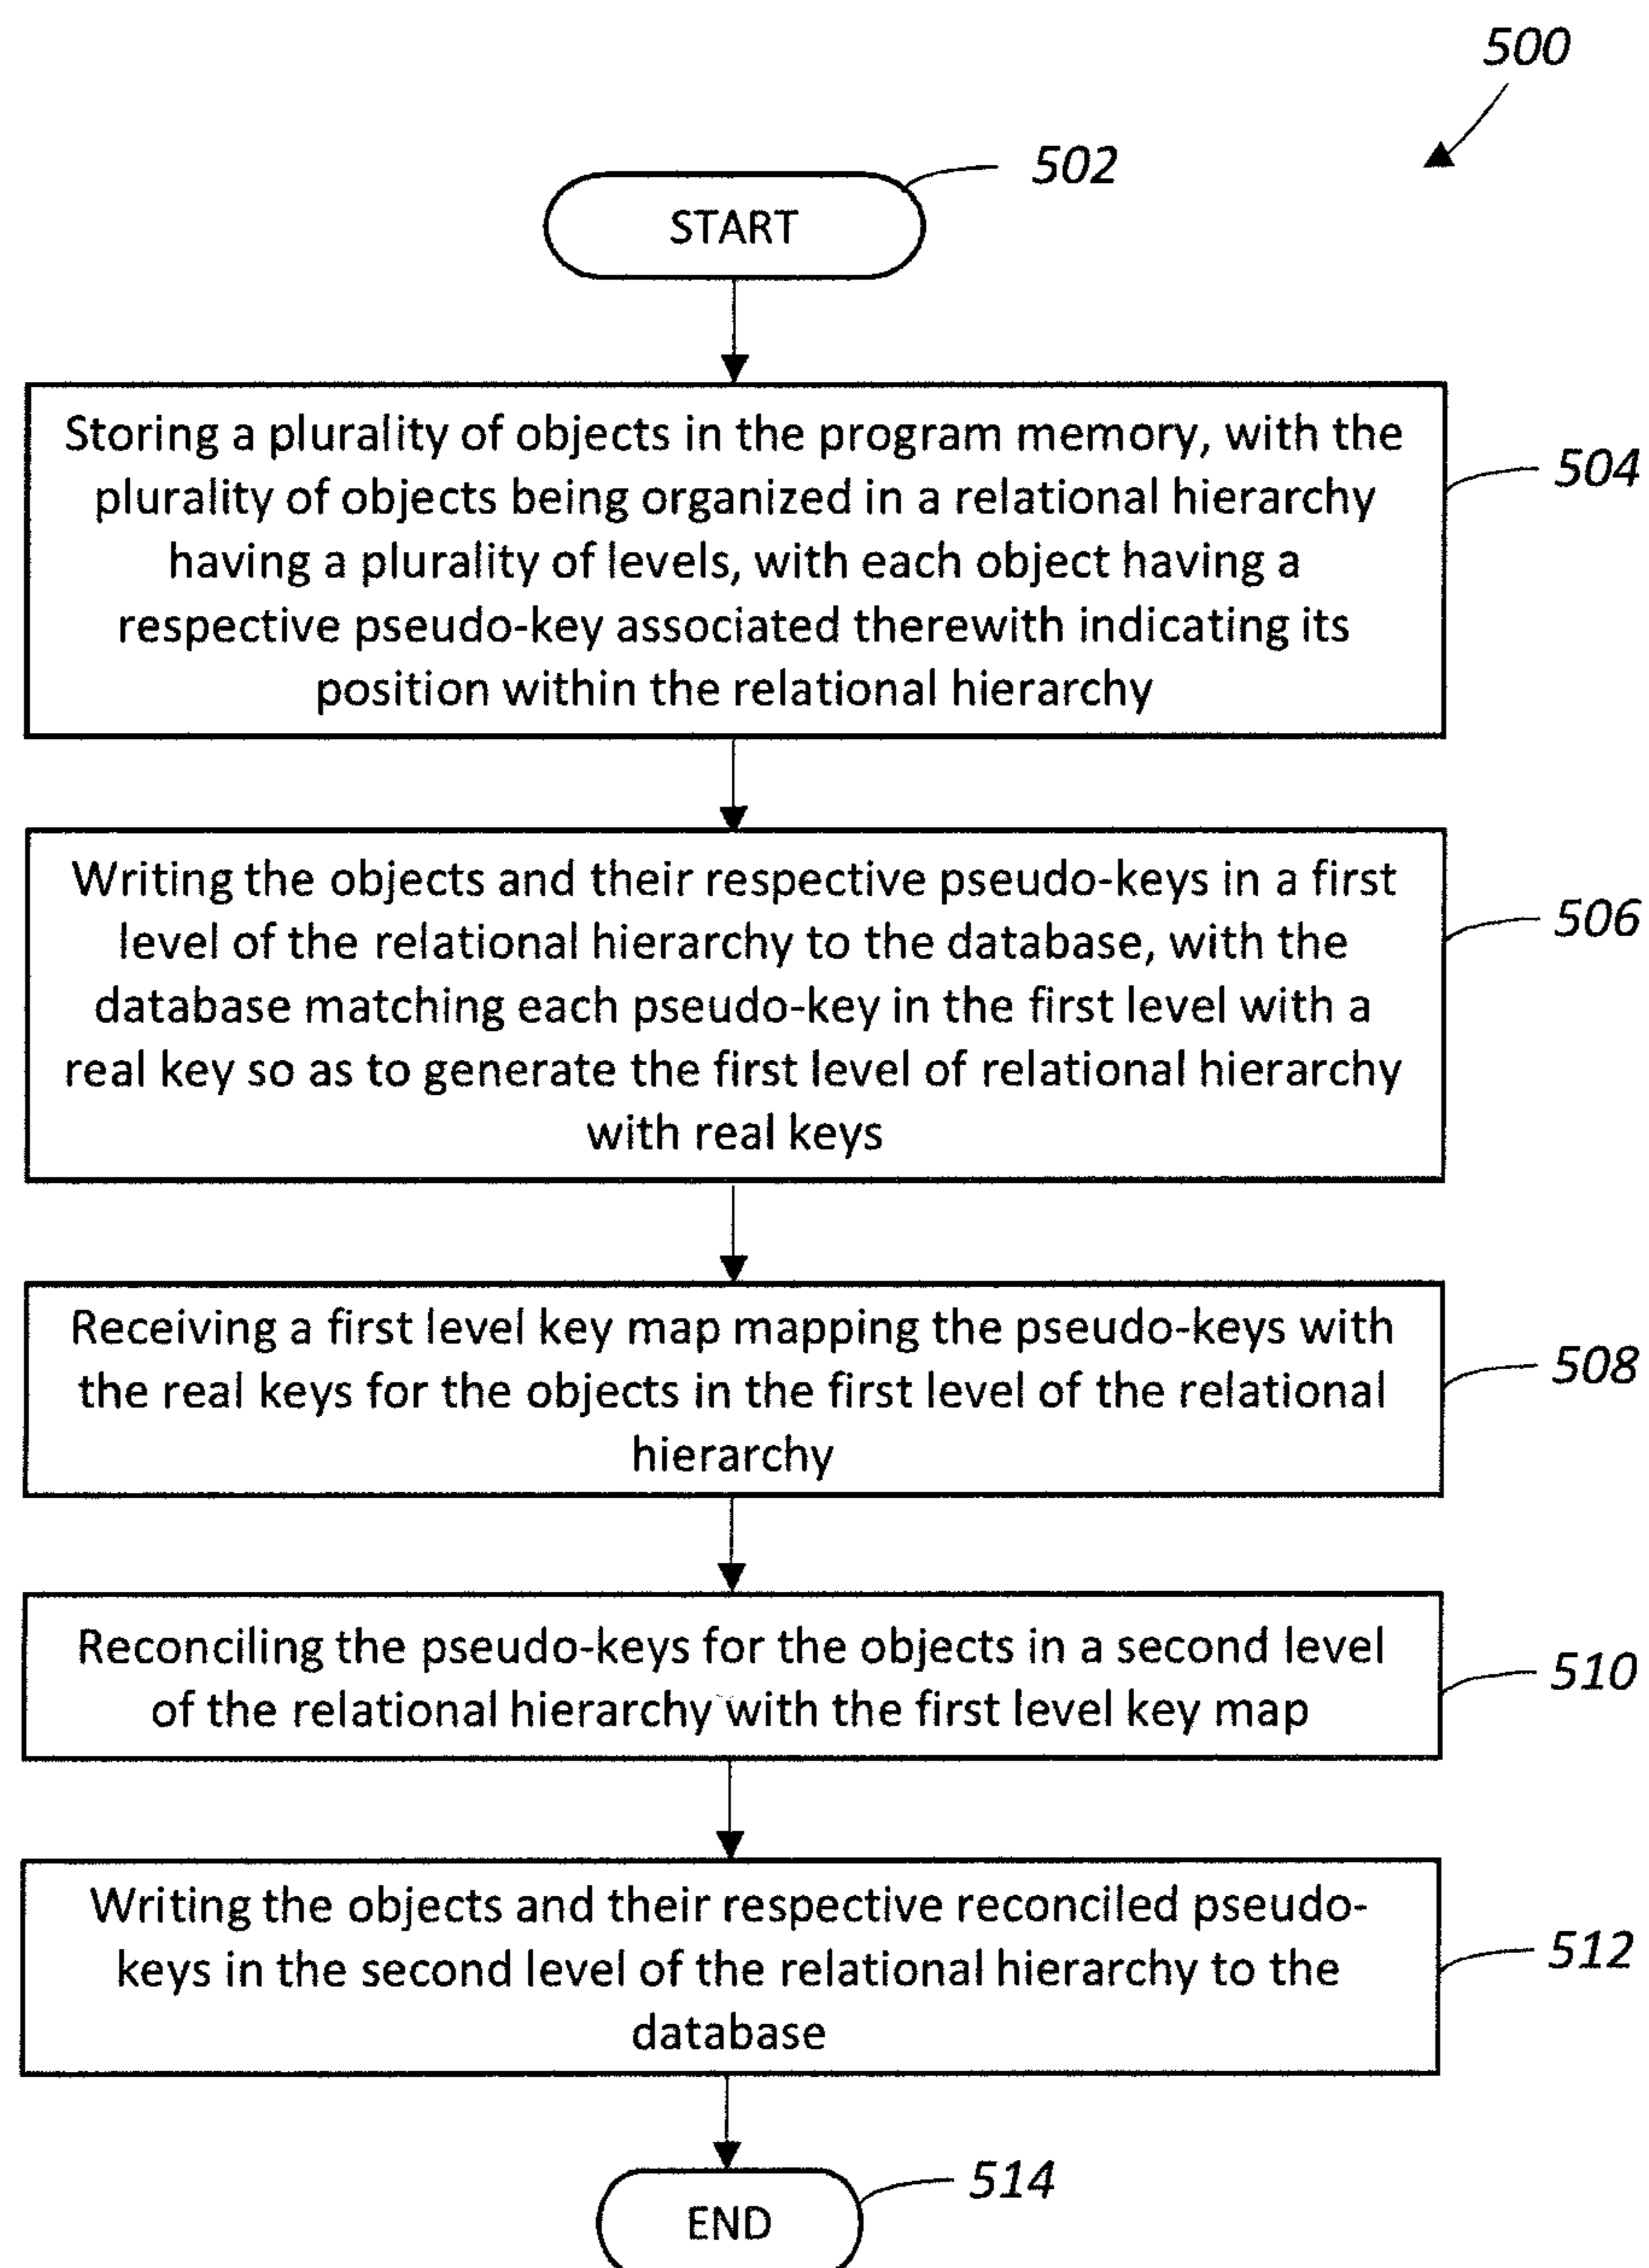 500
502
START
Storing a plurality of objects in the program memory, with the
plurality of objects being organized in a relational hierarchy
having a plurality of levels, with each object having a
respective pseudo-key associated therewith indicating its
position within the relational hierarchy
504
Writing the objects and their respective pseudo-keys in a first
level of the relational hierarchy to the database, with the
database matching each pseudo-key in the first level with a
real key so as to generate the first level of relational hierarchy
with real keys
506
Receiving a first level key map mapping the pseudo-keys with
the real keys for the objects in the first level of the relational
hierarchy
508
Reconciling the pseudo-keys for the objects in a second level
of the relational hierarchy with the first level key map
510
Writing the objects and their respective reconciled pseudo-
keys in the second level of the relational hierarchy to the
database
512
514
END